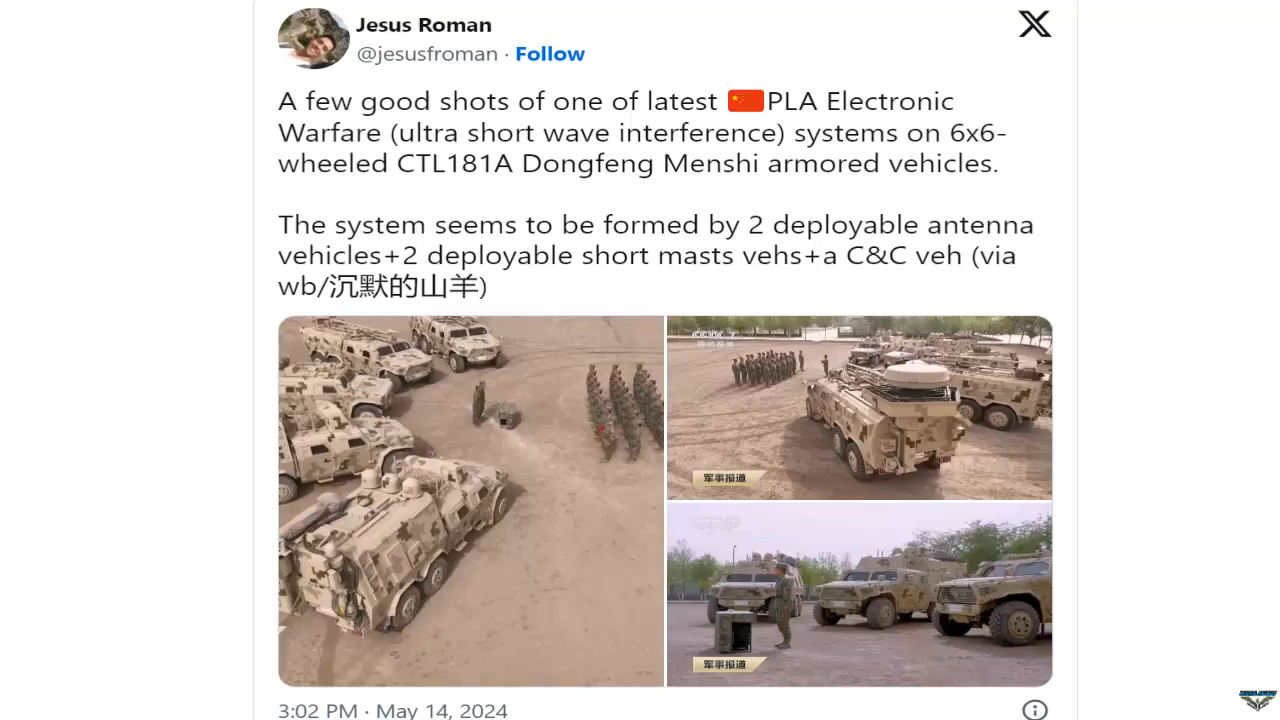 Jesus Roman
@jesusfroman · Follow
A few good shots of one of latest 🇨🇳PLA Electronic
Warfare (ultra short wave interference) systems on 6x6-
wheeled CTL181A Dongfeng Menshi armored vehicles.
The system seems to be formed by 2 deployable antenna
vehicles+2 deployable short masts vehs+a C&C veh (via
wb/沉默的山羊)
军事报道
军事报道
3:02 PM · May 14, 2024